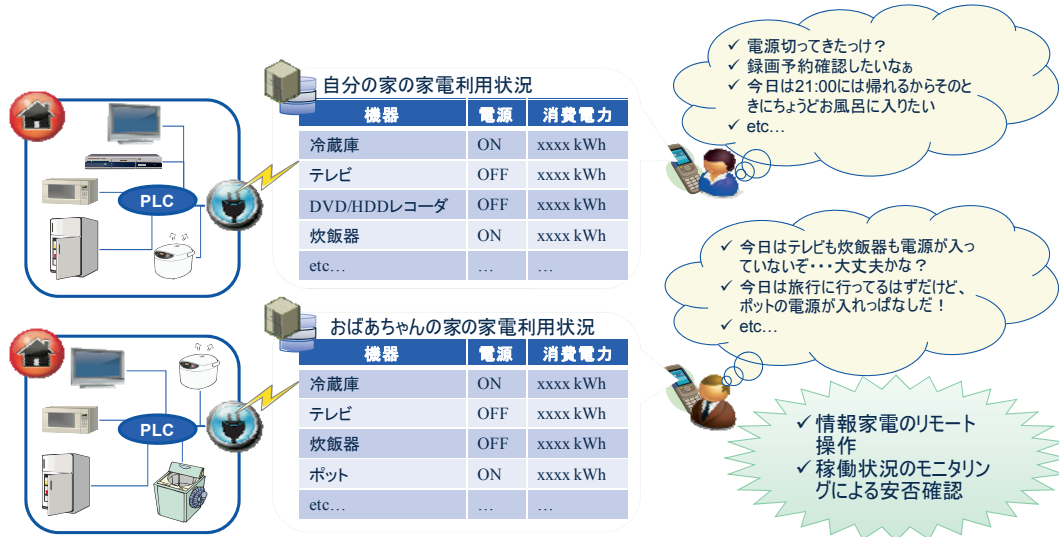 自分の家の家電利用状況
機器 電源 消費電力
冷蔵庫 ON xxxx kWh
テレビ OFF xxxx kWh
DVD/HDDレコーダ OFF xxxx kWh
炊飯器 ON xxxx kWh
etc… … …
PLC
✓ 電源切ってきたっけ？
✓ 録画予約確認したいなぁ
✓ 今日は21:00には帰れるからそのと
きにちょうどお風呂に入りたい
✓ etc…
おばあちゃんの家の家電利用状況
機器 電源 消費電力
冷蔵庫 ON xxxx kWh
テレビ OFF xxxx kWh
炊飯器 OFF xxxx kWh
ポット ON xxxx kWh
etc… … …
PLC
✓ 今日はテレビも炊飯器も電源が入っ
ていないぞ・・・大丈夫かな？
✓ 今日は旅行に行ってるはずだけど、
ポットの電源が入れっぱなしだ！
✓ etc…
✓ 情報家電のリモート
操作
✓ 稼働状況のモニタリン
グによる安否確認